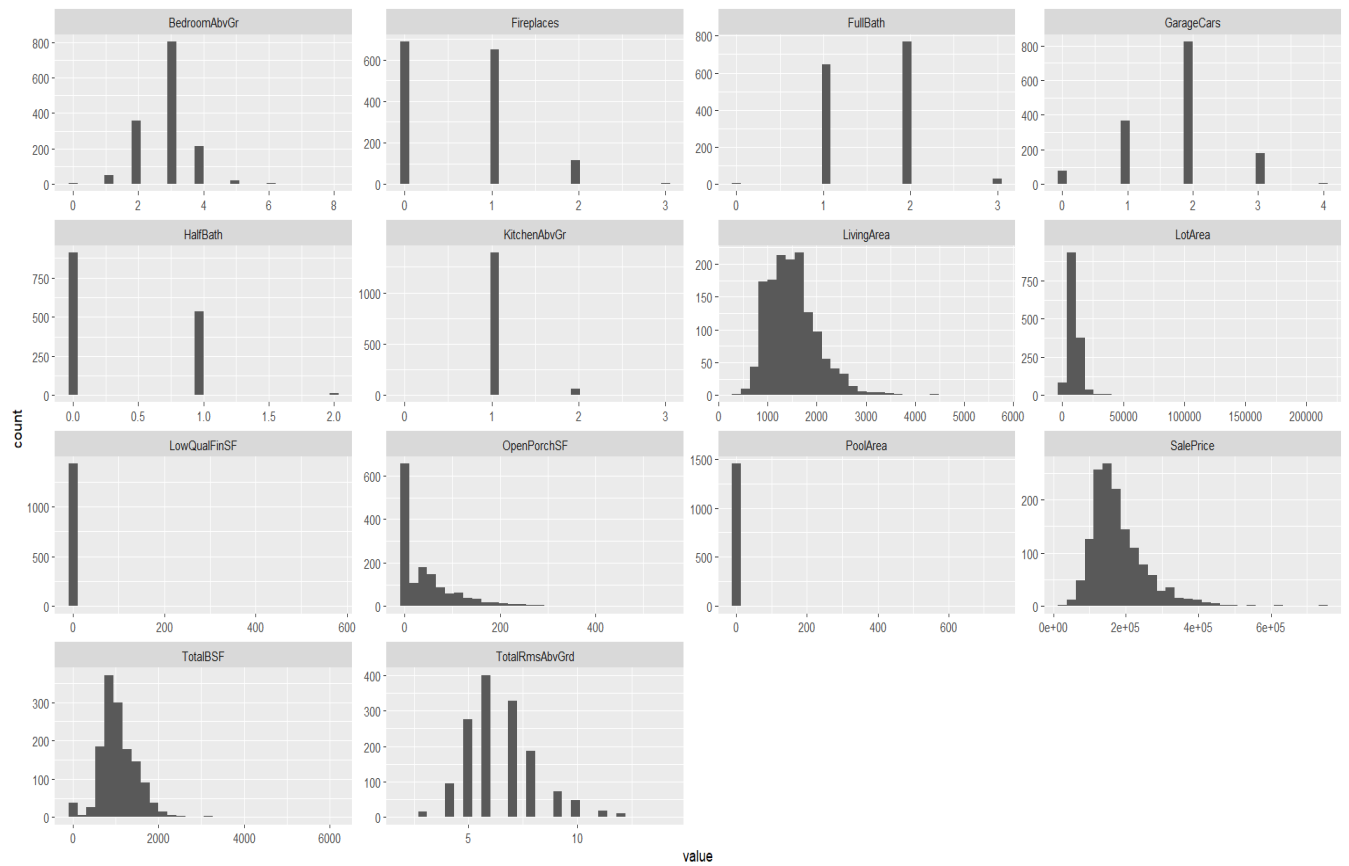 BedroomAbvGr Fireplaces FullBath GarageCars
800 600 400 200 0
0 2 4 6 8
600 400 200 0
0 1 2 3
800 600 400 200 0
0 1 2 3
800 600 400 200 0
0 1 2 3 4
HalfBath KitchenAbvGr LivingArea LotArea
750 500 250 0
0.0 0.5 1.0 1.5 2.0
1000 500 0
0 1 2 3
200 150 100 50 0
0 1000 2000 3000 4000 5000 6000
750 500 250 0
0 50000 100000 150000 200000
count
LowQualFinSF OpenPorchSF PoolArea SalePrice
1000 500 0
0 200 400 600
600 400 200 0
0 200 400
1500 1000 500 0
0 200 400 600
200 100 0
0e+00 2e+05 4e+05 6e+05
TotalBSF TotalRmsAbvGrd
300 200 100 0
0 2000 4000 6000
400 300 200 100 0
5 10
value